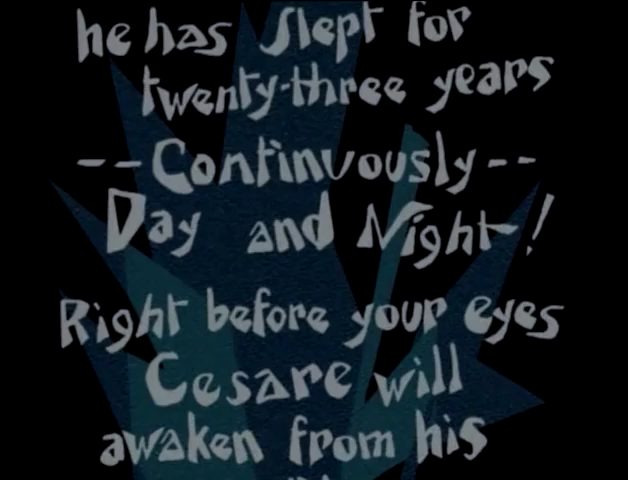 he has slept for
twenty-three years
--Continuously--
Day and Night!
Right before your eyes
Cesare will
awaken from his